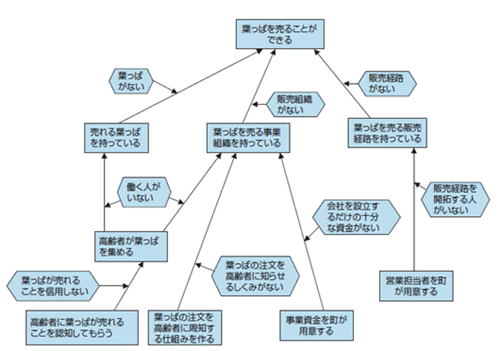 葉っぱを売ることが
できる
葉っぱ
がない
販売経路
がない
販売組織
がない
売れる葉っぱ
を持っている
葉っぱを売る事業
組織を持っている
葉っぱを売る販売
経路を持っている
働く人が
いない
販売経路を
開拓する人
がいない
会社を設立す
るだけの十分
な資金がない
高齢者が葉っぱ
を集める
葉っぱが売れる
ことを信用しない
葉っぱの注文を
高齢者に知らせ
るしくみがない
営業担当者を町
が用意する
高齢者に葉っぱが売れる
ことを認知してもらう
葉っぱの注文を
高齢者に周知す
る仕組みを作る
事業資金を町が
用意する